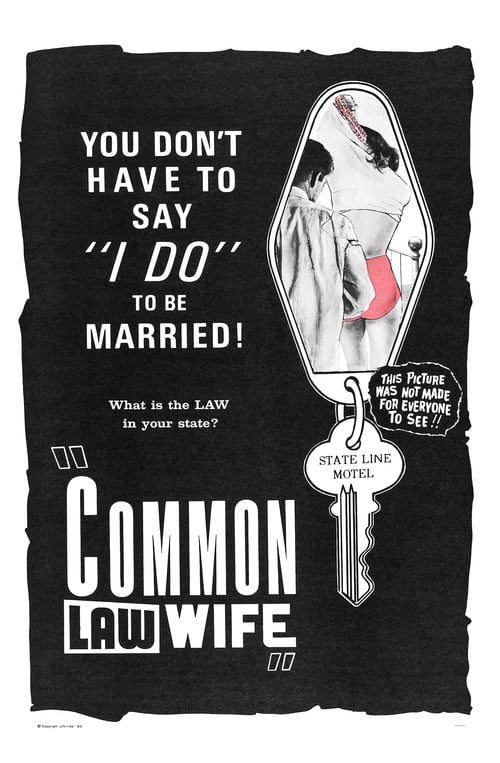 YOU DON'T
HAVE TO
SAY
"I DO"
TO BE
MARRIED!
What is the LAW
in your state?
"COMMON
LAW WIFE"
THIS PICTURE
WAS NOT MADE
FOR EVERYONE
TO SEE!!
STATE LINE
MOTEL